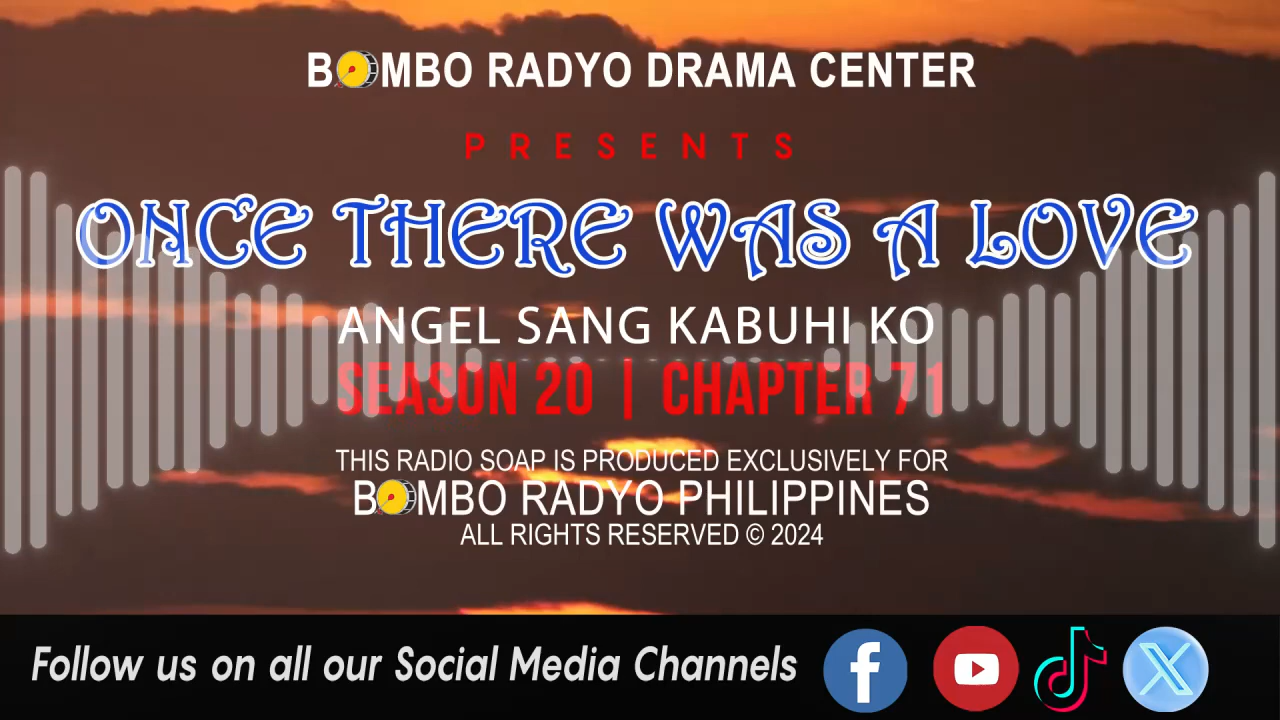 BOMBO RADYO DRAMA CENTER
PRESENTS
ONCE THERE WAS A LOVE
ANGEL SANG KABUHI KO
SEASON 20 | CHAPTER 71
THIS RADIO SOAP IS PRODUCED EXCLUSIVELY FOR
BOMBO RADYO PHILIPPINES
ALL RIGHTS RESERVED © 2024
Follow us on all our Social Media Channels